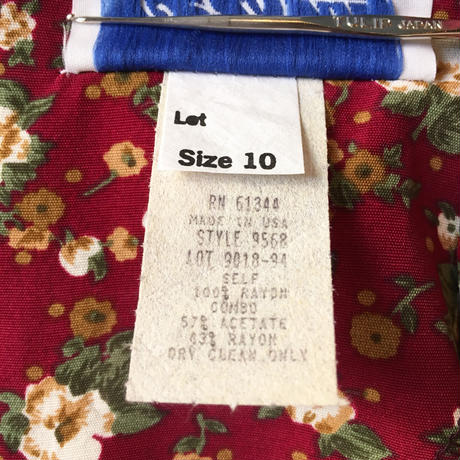 TULIP JAPAN
Lot
Size 10
RN 61344
MADE IN USA
STYLE 9568
LOT 9018-94
SELF
100% RAYON
COMBO
57% ACETATE
43% RAYON
DRY CLEAN ONLY